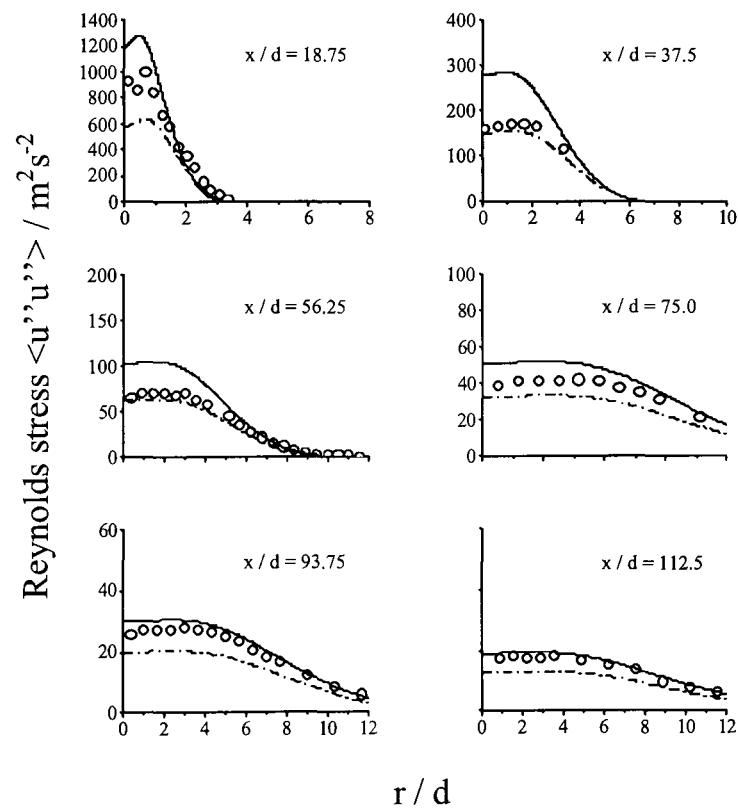 Reynolds stress <u’’u’’> / m²s⁻²
1400
1200
1000
800
600
400
200
0
0 2 4 6 8
x / d = 18.75
400
300
200
100
0
0 2 4 6 8 10
x / d = 37.5
200
150
100
50
0
x / d = 56.25
100
80
60
40
20
0
x / d = 75.0
60
40
20
0
0 2 4 6 8 10 12
x / d = 93.75
0 2 4 6 8 10 12
x / d = 112.5
r / d